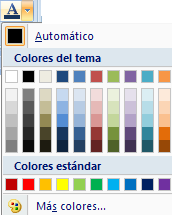 A
Automático
Colores del tema
Colores estándar
Más colores...